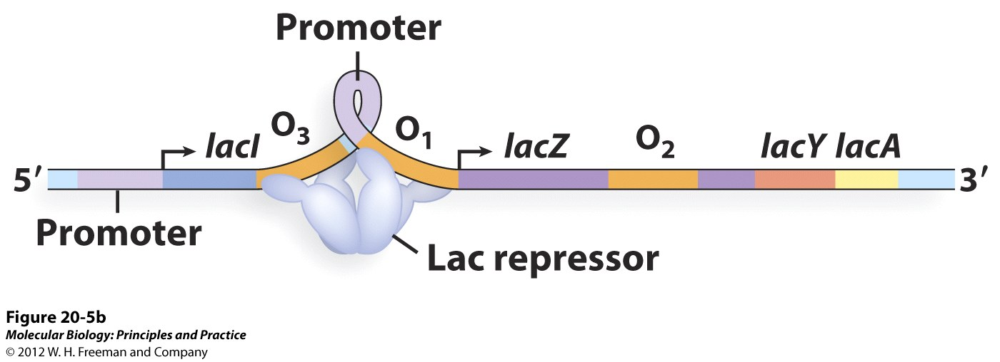 Promoter
O3
O1
lacI
lacZ
O2
lacY lacA
5′
3′
Promoter
Lac repressor
Figure 20-5b
Molecular Biology: Principles and Practice
© 2012 W. H. Freeman and Company